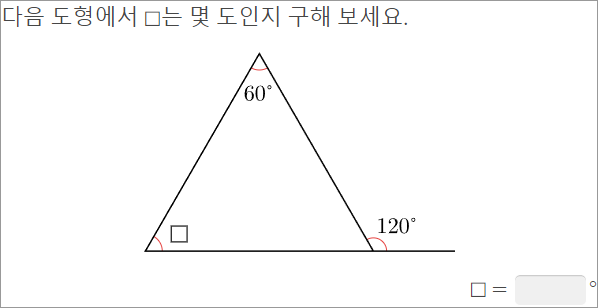 다음 도형에서 □는 몇 도인지 구해 보세요.
60°
□
120°
□ = °